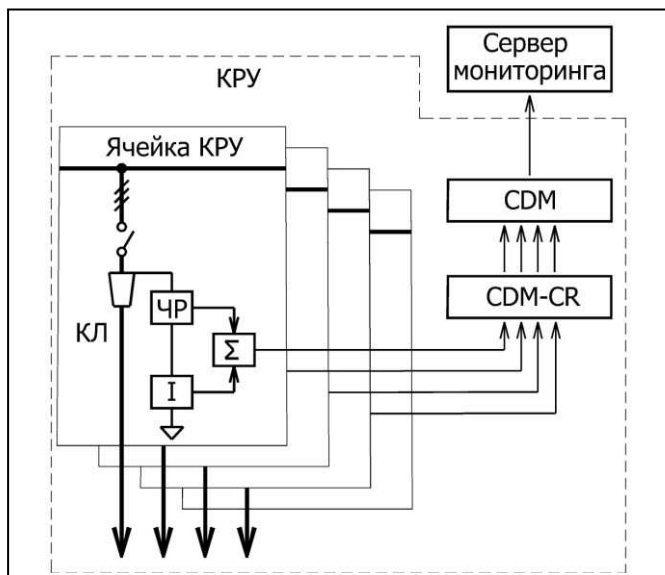 Сервер
мониторинга
КРУ
Ячейка КРУ
CDM
CDM-CR
ЧР
КЛ
Σ
I